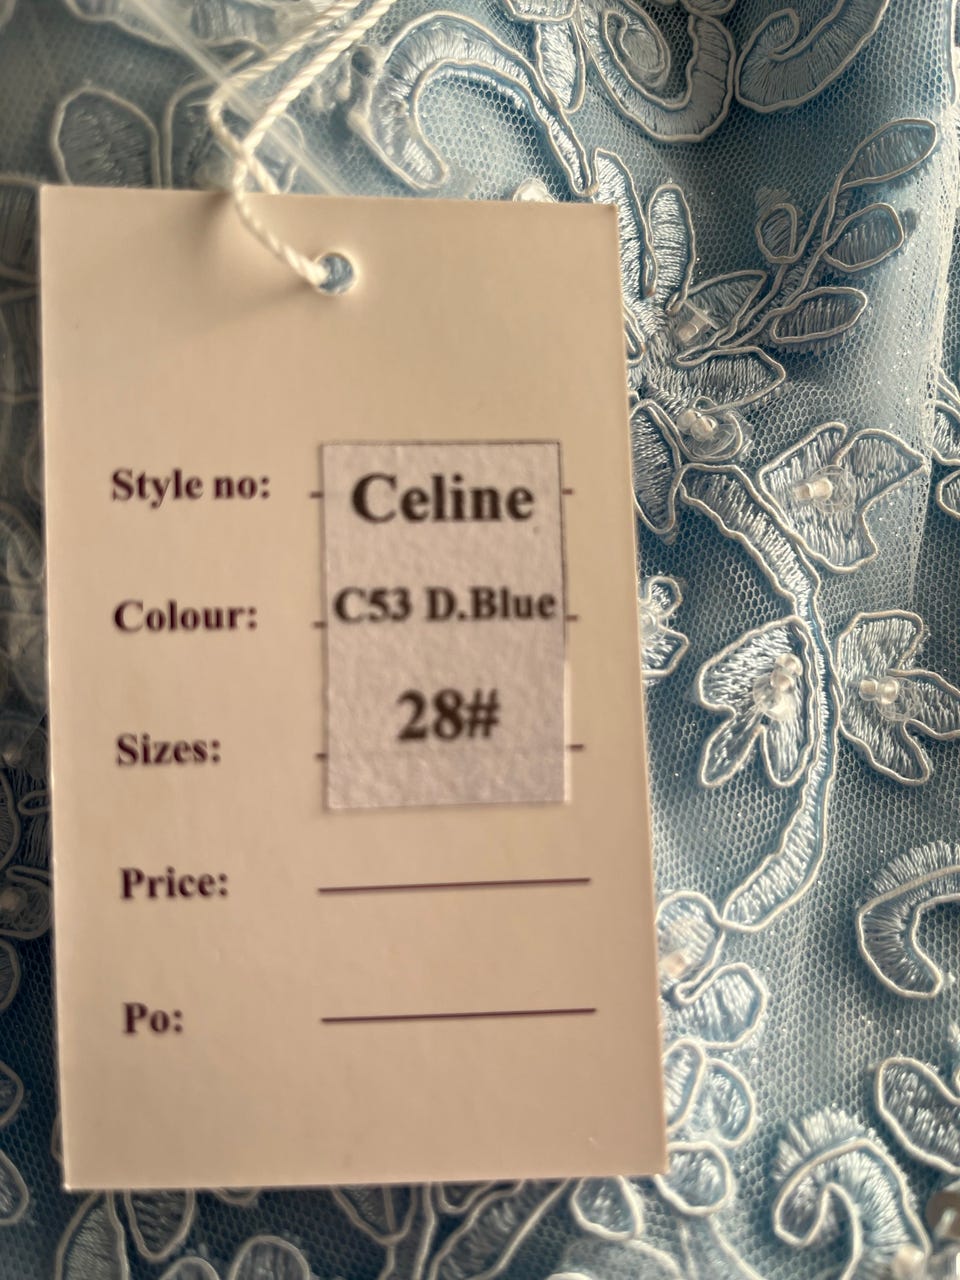 Style no: Celine
Colour: C53 D.Blue
Sizes: 28#
Price:
Po: